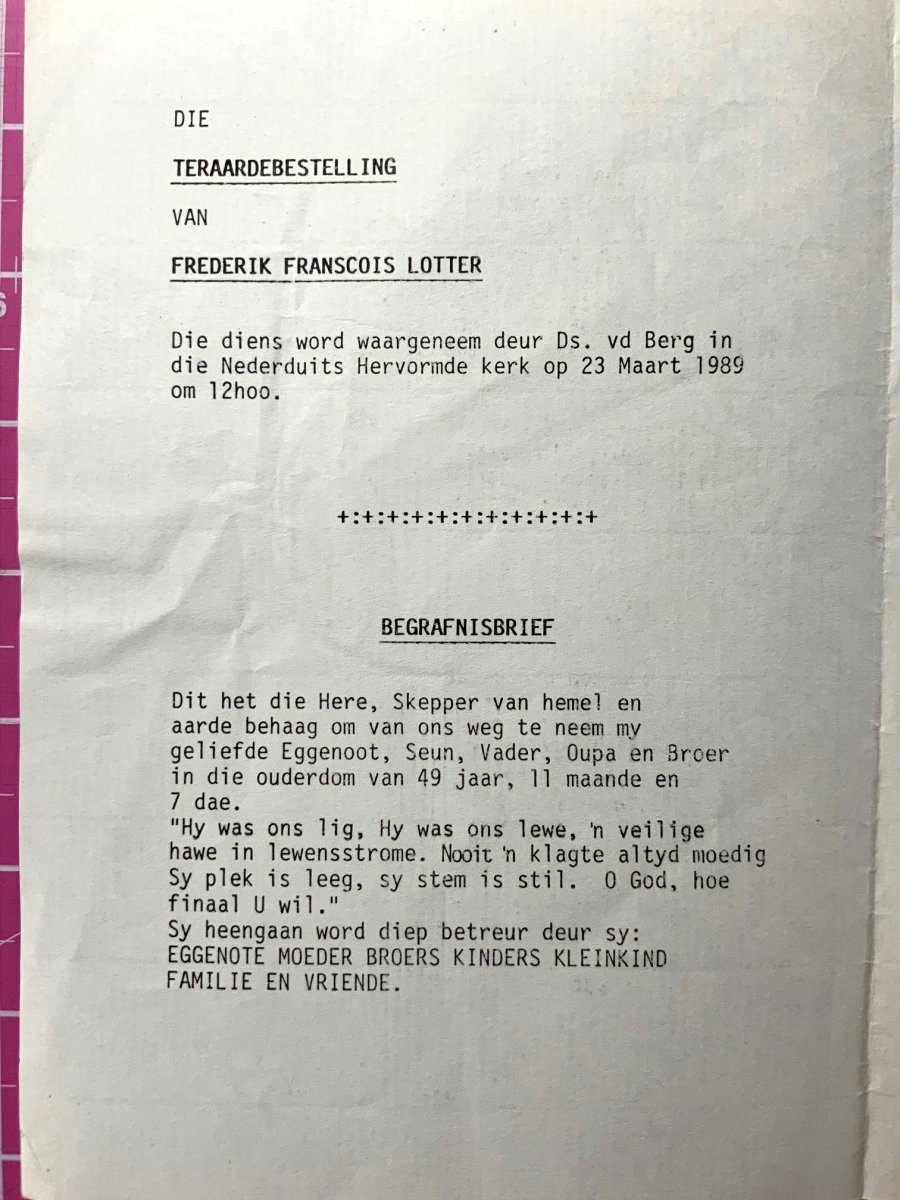 DIE
TERAARDEBESTELLING
VAN
FREDERIK FRANSCOIS LOTTER
Die diens word waargeneem deur Ds. vd Berg in
die Nederduits Hervormde kerk op 23 Maart 1989
om 12hoo.
+:+:+:+:+:+:+:+:+:+:+
BEGRAFNISBRIEF
Dit het die Here, Skepper van hemel en
aarde behaag om van ons weg te neem my
geliefde Eggenoot, Seun, Vader, Oupa en Broer
in die ouderdom van 49 jaar, 11 maande en
7 dae.
"Hy was ons lig, Hy was ons lewe, 'n veilige
hawe in lewensstrome. Nooit 'n klagte altyd moedig
Sy plek is leeg, sy stem is stil. O God, hoe
finaal U wil."
Sy heengaan word diep betreur deur sy:
EGGENOTE MOEDER BROERS KINDERS KLEINKIND
FAMILIE EN VRIENDE.